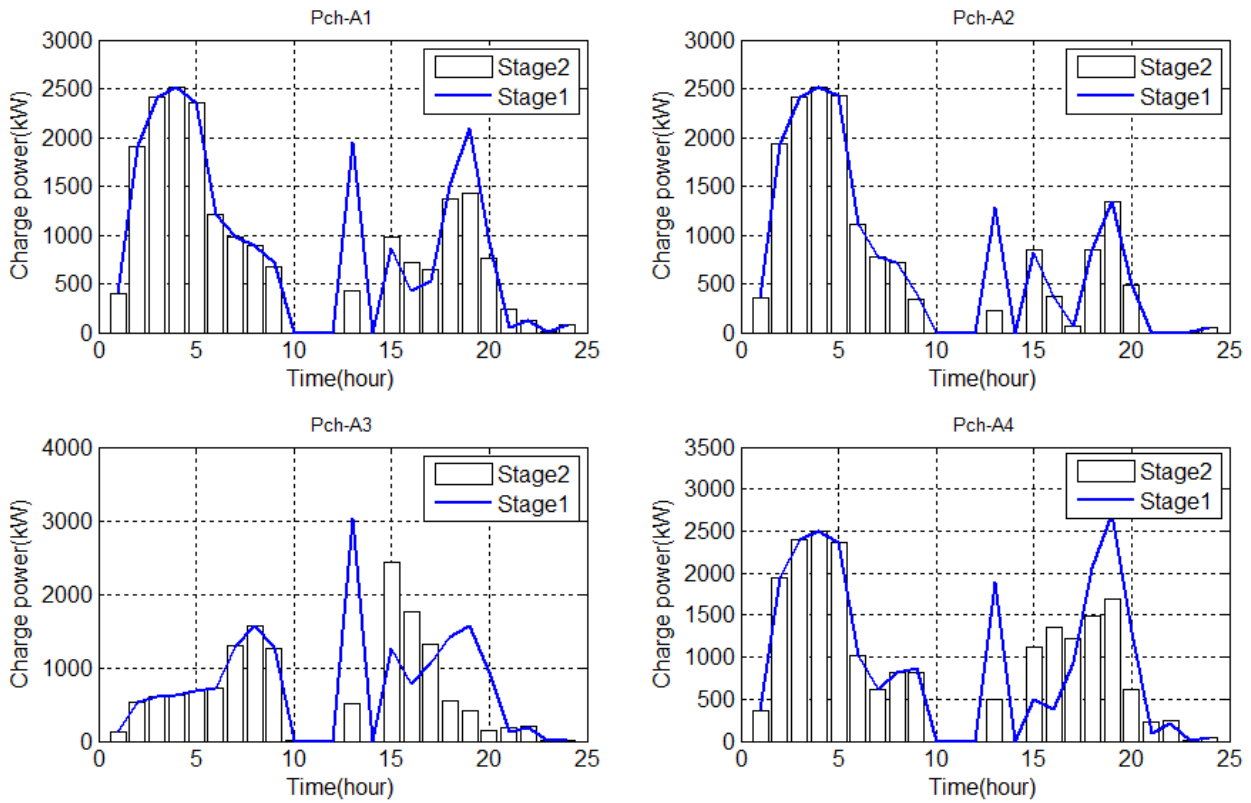 Pch-A1
3000
2500
2000
1500
1000
500
0
Charge power(kW)
Stage2
Stage1
0 5 10 15 20 25
Time(hour)
Pch-A2
3000
2500
2000
1500
1000
500
0
Charge power(kW)
Stage2
Stage1
0 5 10 15 20 25
Time(hour)
Pch-A3
4000
3000
2000
1000
0
Charge power(kW)
Stage2
Stage1
0 5 10 15 20 25
Time(hour)
Pch-A4
3500
3000
2500
2000
1500
1000
500
0
Charge power(kW)
Stage2
Stage1
0 5 10 15 20 25
Time(hour)